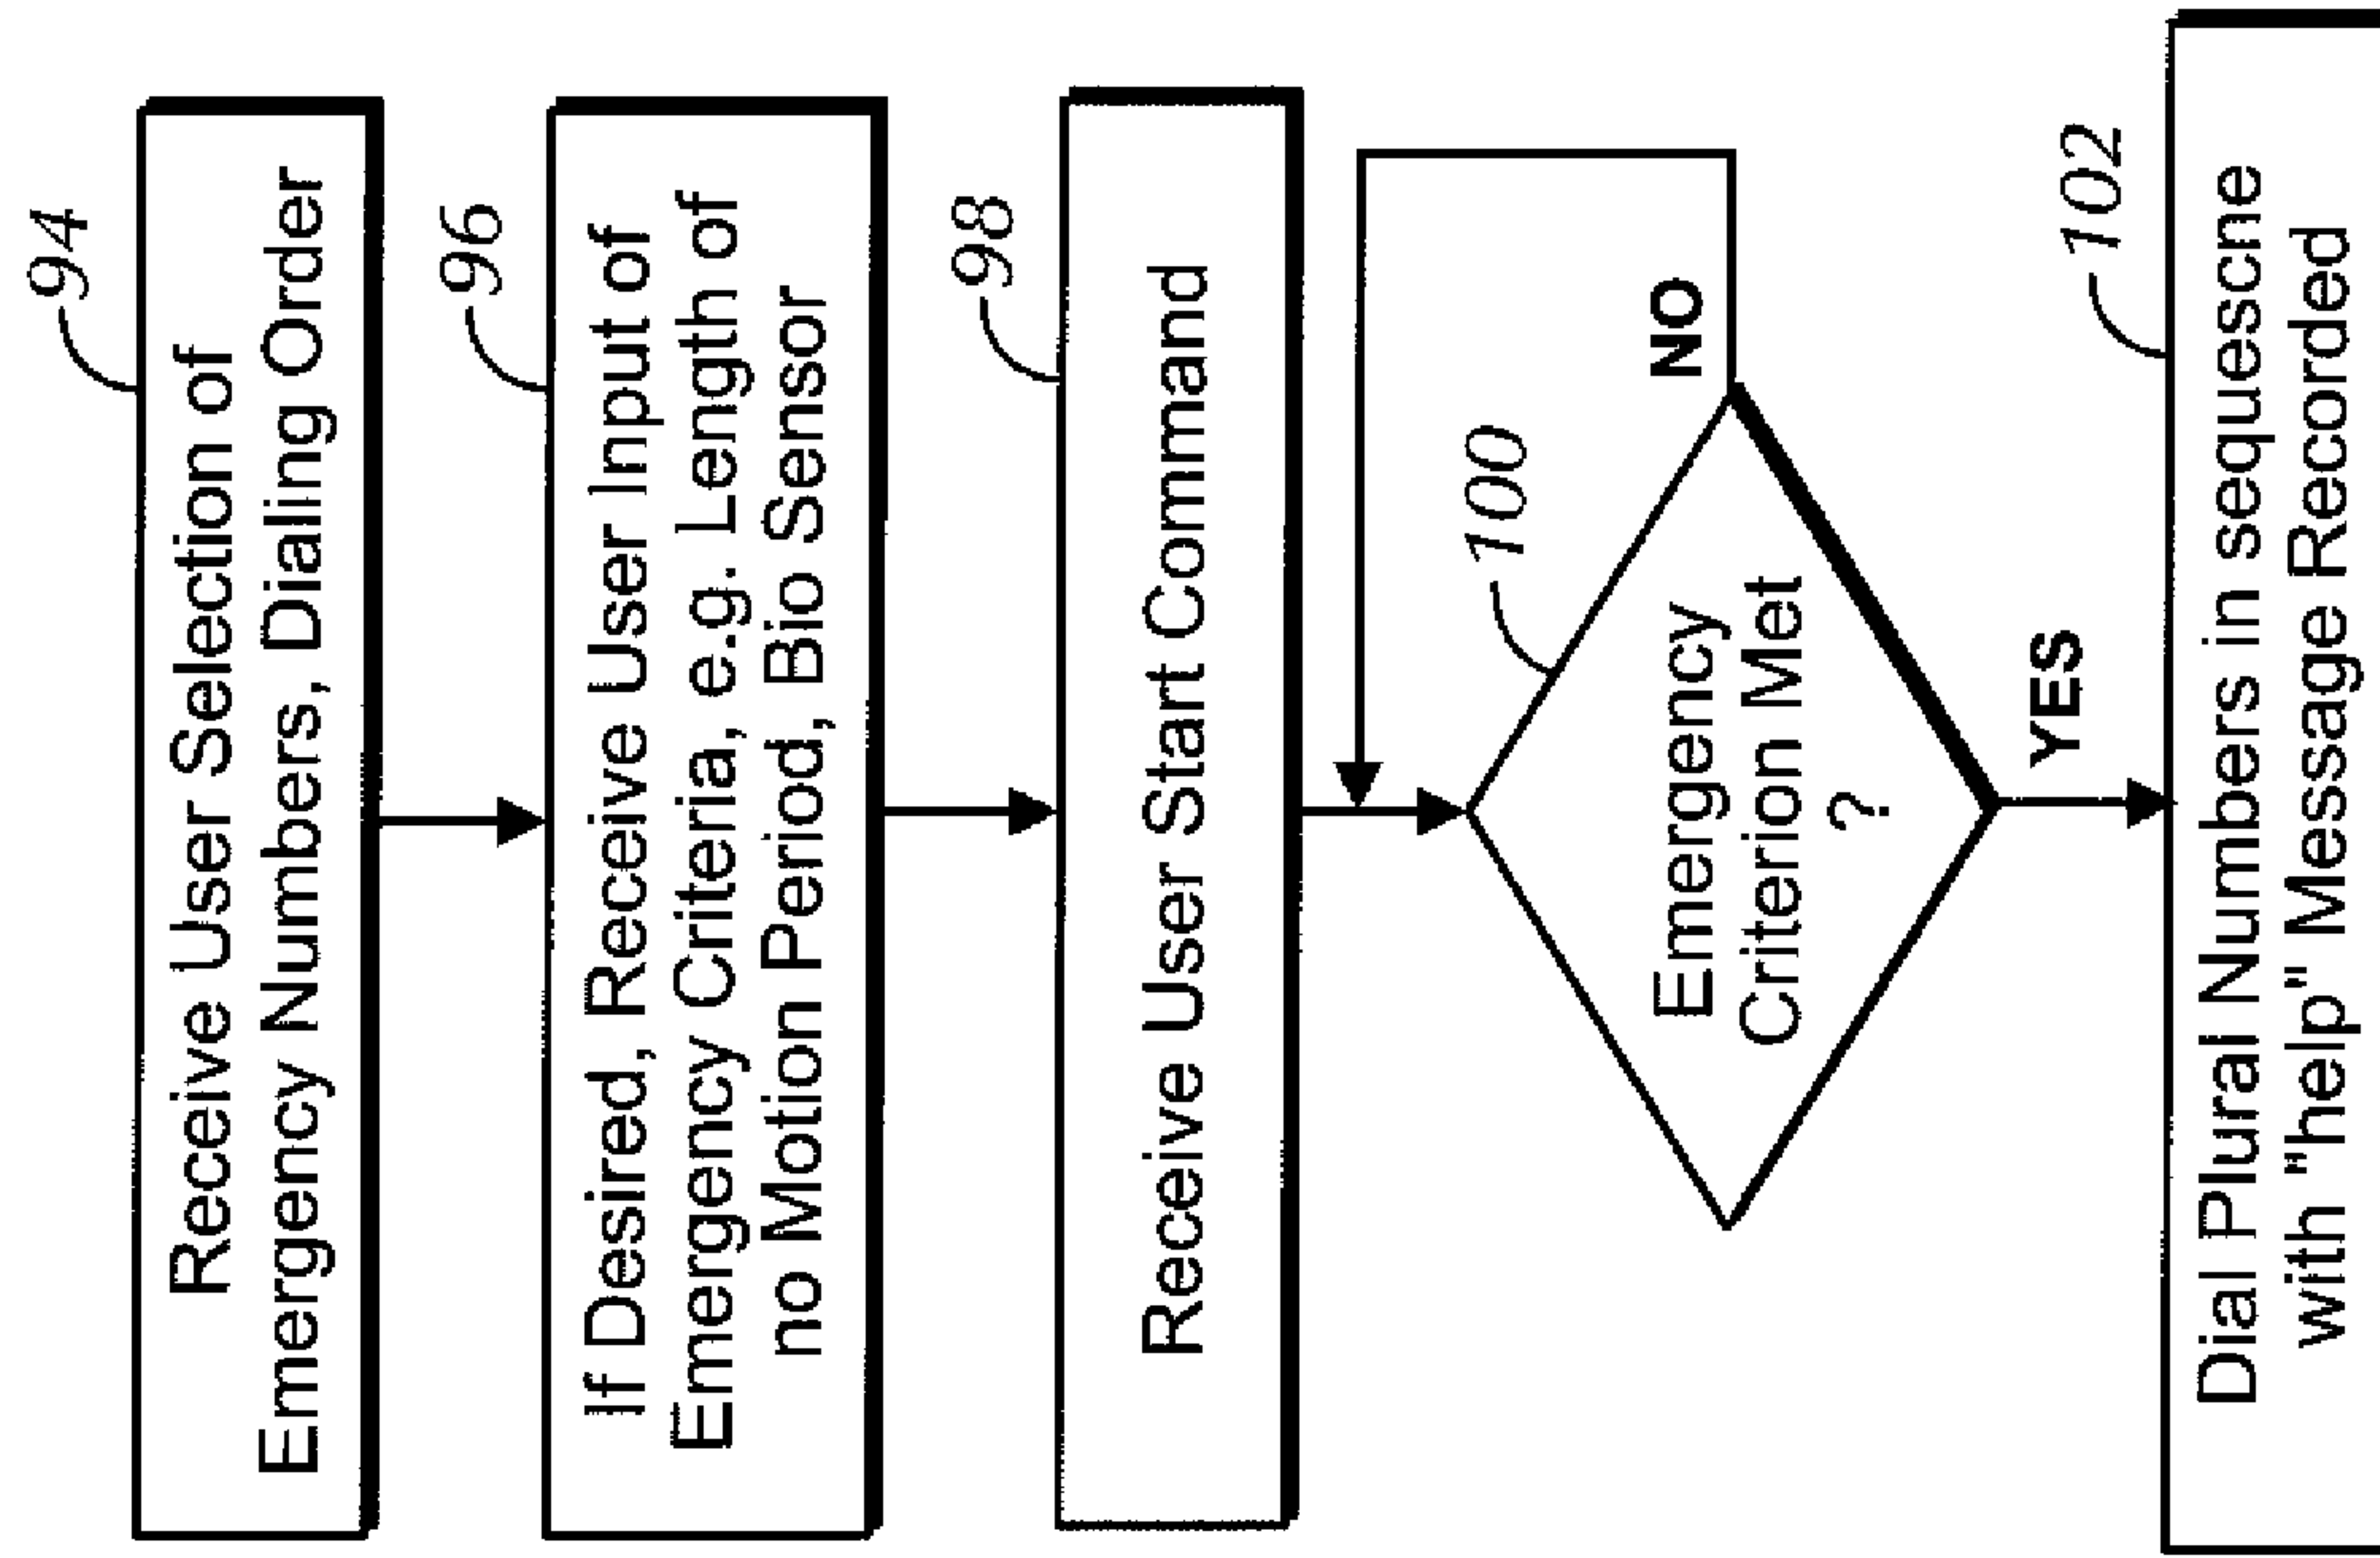 94
Receive User Selection of
Emergency Numbers, Dialing Order
96
If Desired, Receive User Input of
Emergency Criteria, e.g. Length of
no Motion Period, Bio Sensor
98
Receive User Start Command
100
Emergency
Criterion Met
?
NO
YES
102
Dial Plural Numbers in sequescne
with "help" Message Recorded